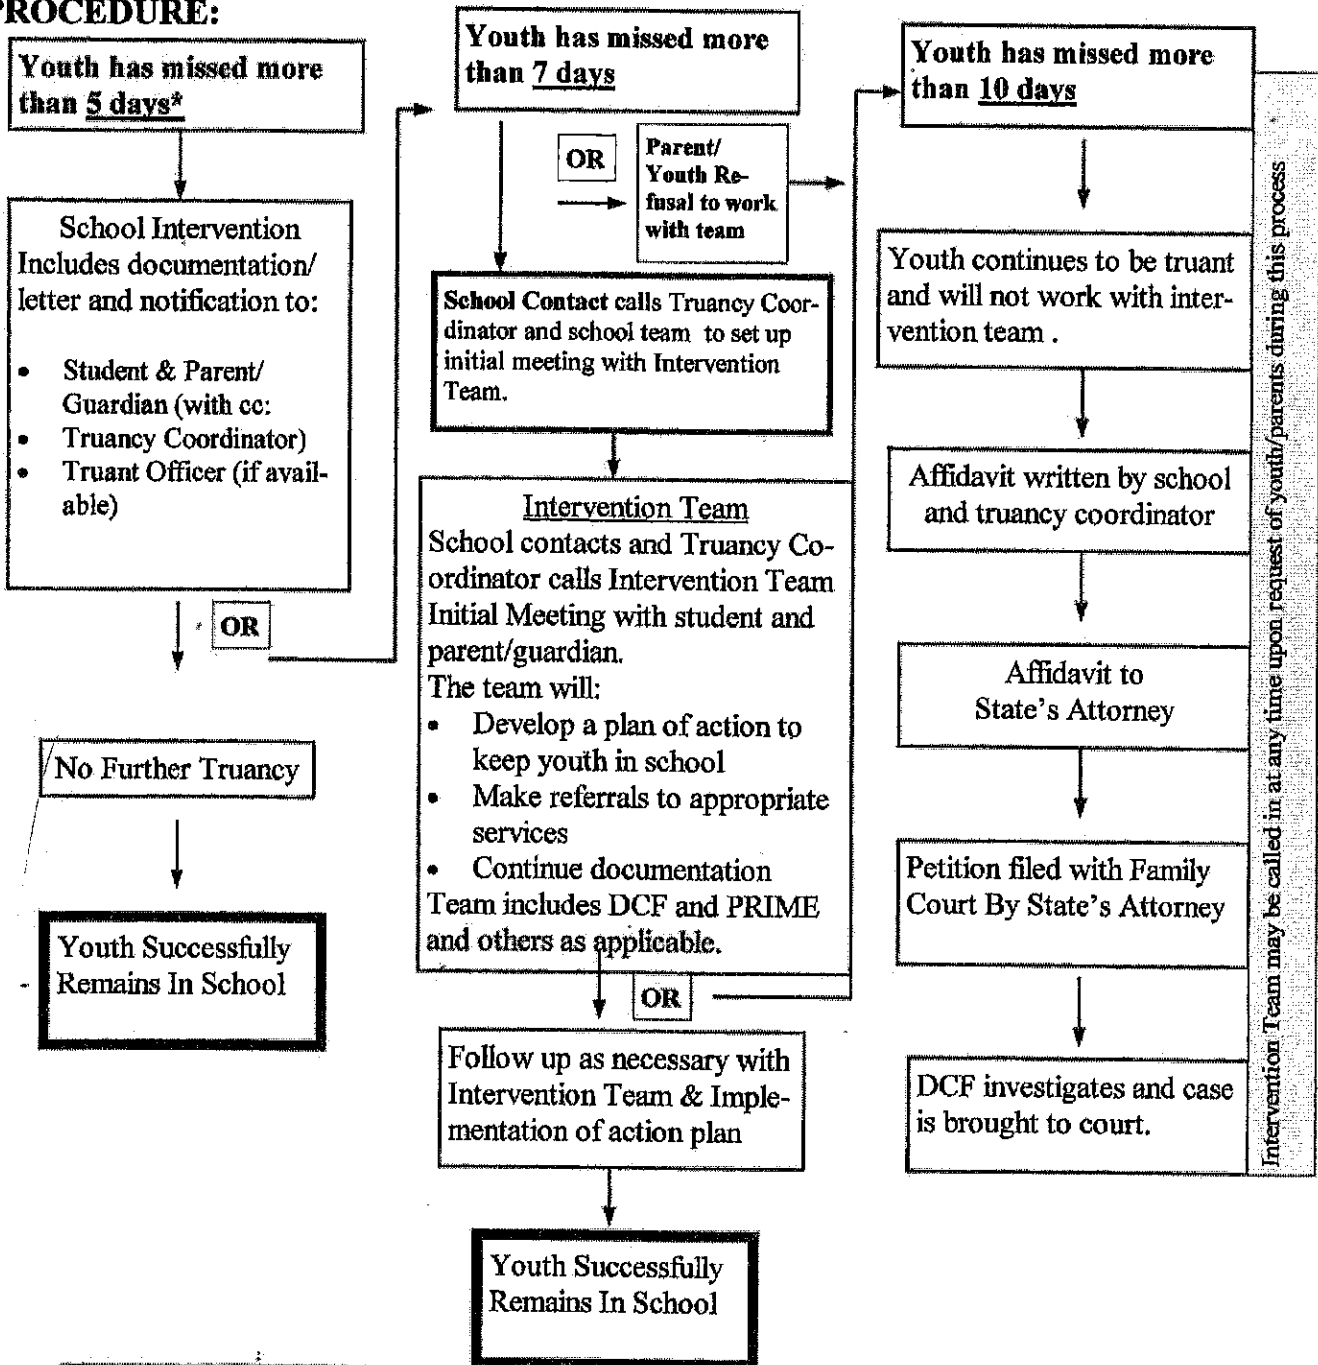 PROCEDURE:
Youth has missed more
than 5 days*
School Intervention
Includes documentation/
letter and notification to:
• Student & Parent/
Guardian (with cc:
• Truancy Coordinator)
• Truant Officer (if avail-
able)
OR
No Further Truancy
Youth Successfully
Remains In School
Youth has missed more
than 7 days
OR
Parent/
Youth Re-
fusal to work
with team
School Contact calls Truancy Coor-
dinator and school team to set up
initial meeting with Intervention
Team.
Intervention Team
School contacts and Truancy Co-
ordinator calls Intervention Team
Initial Meeting with student and
parent/guardian.
The team will:
• Develop a plan of action to
keep youth in school
• Make referrals to appropriate
services
• Continue documentation
Team includes DCF and PRIME
and others as applicable.
OR
Follow up as necessary with
Intervention Team & Imple-
mentation of action plan
Youth Successfully
Remains In School
Youth has missed more
than 10 days
Youth continues to be truant
and will not work with inter-
vention team .
Affidavit written by school
and truancy coordinator
Affidavit to
State's Attorney
Petition filed with Family
Court By State's Attorney
DCF investigates and case
is brought to court.
Intervention Team may be called in at any time upon request of youth/parents during this process